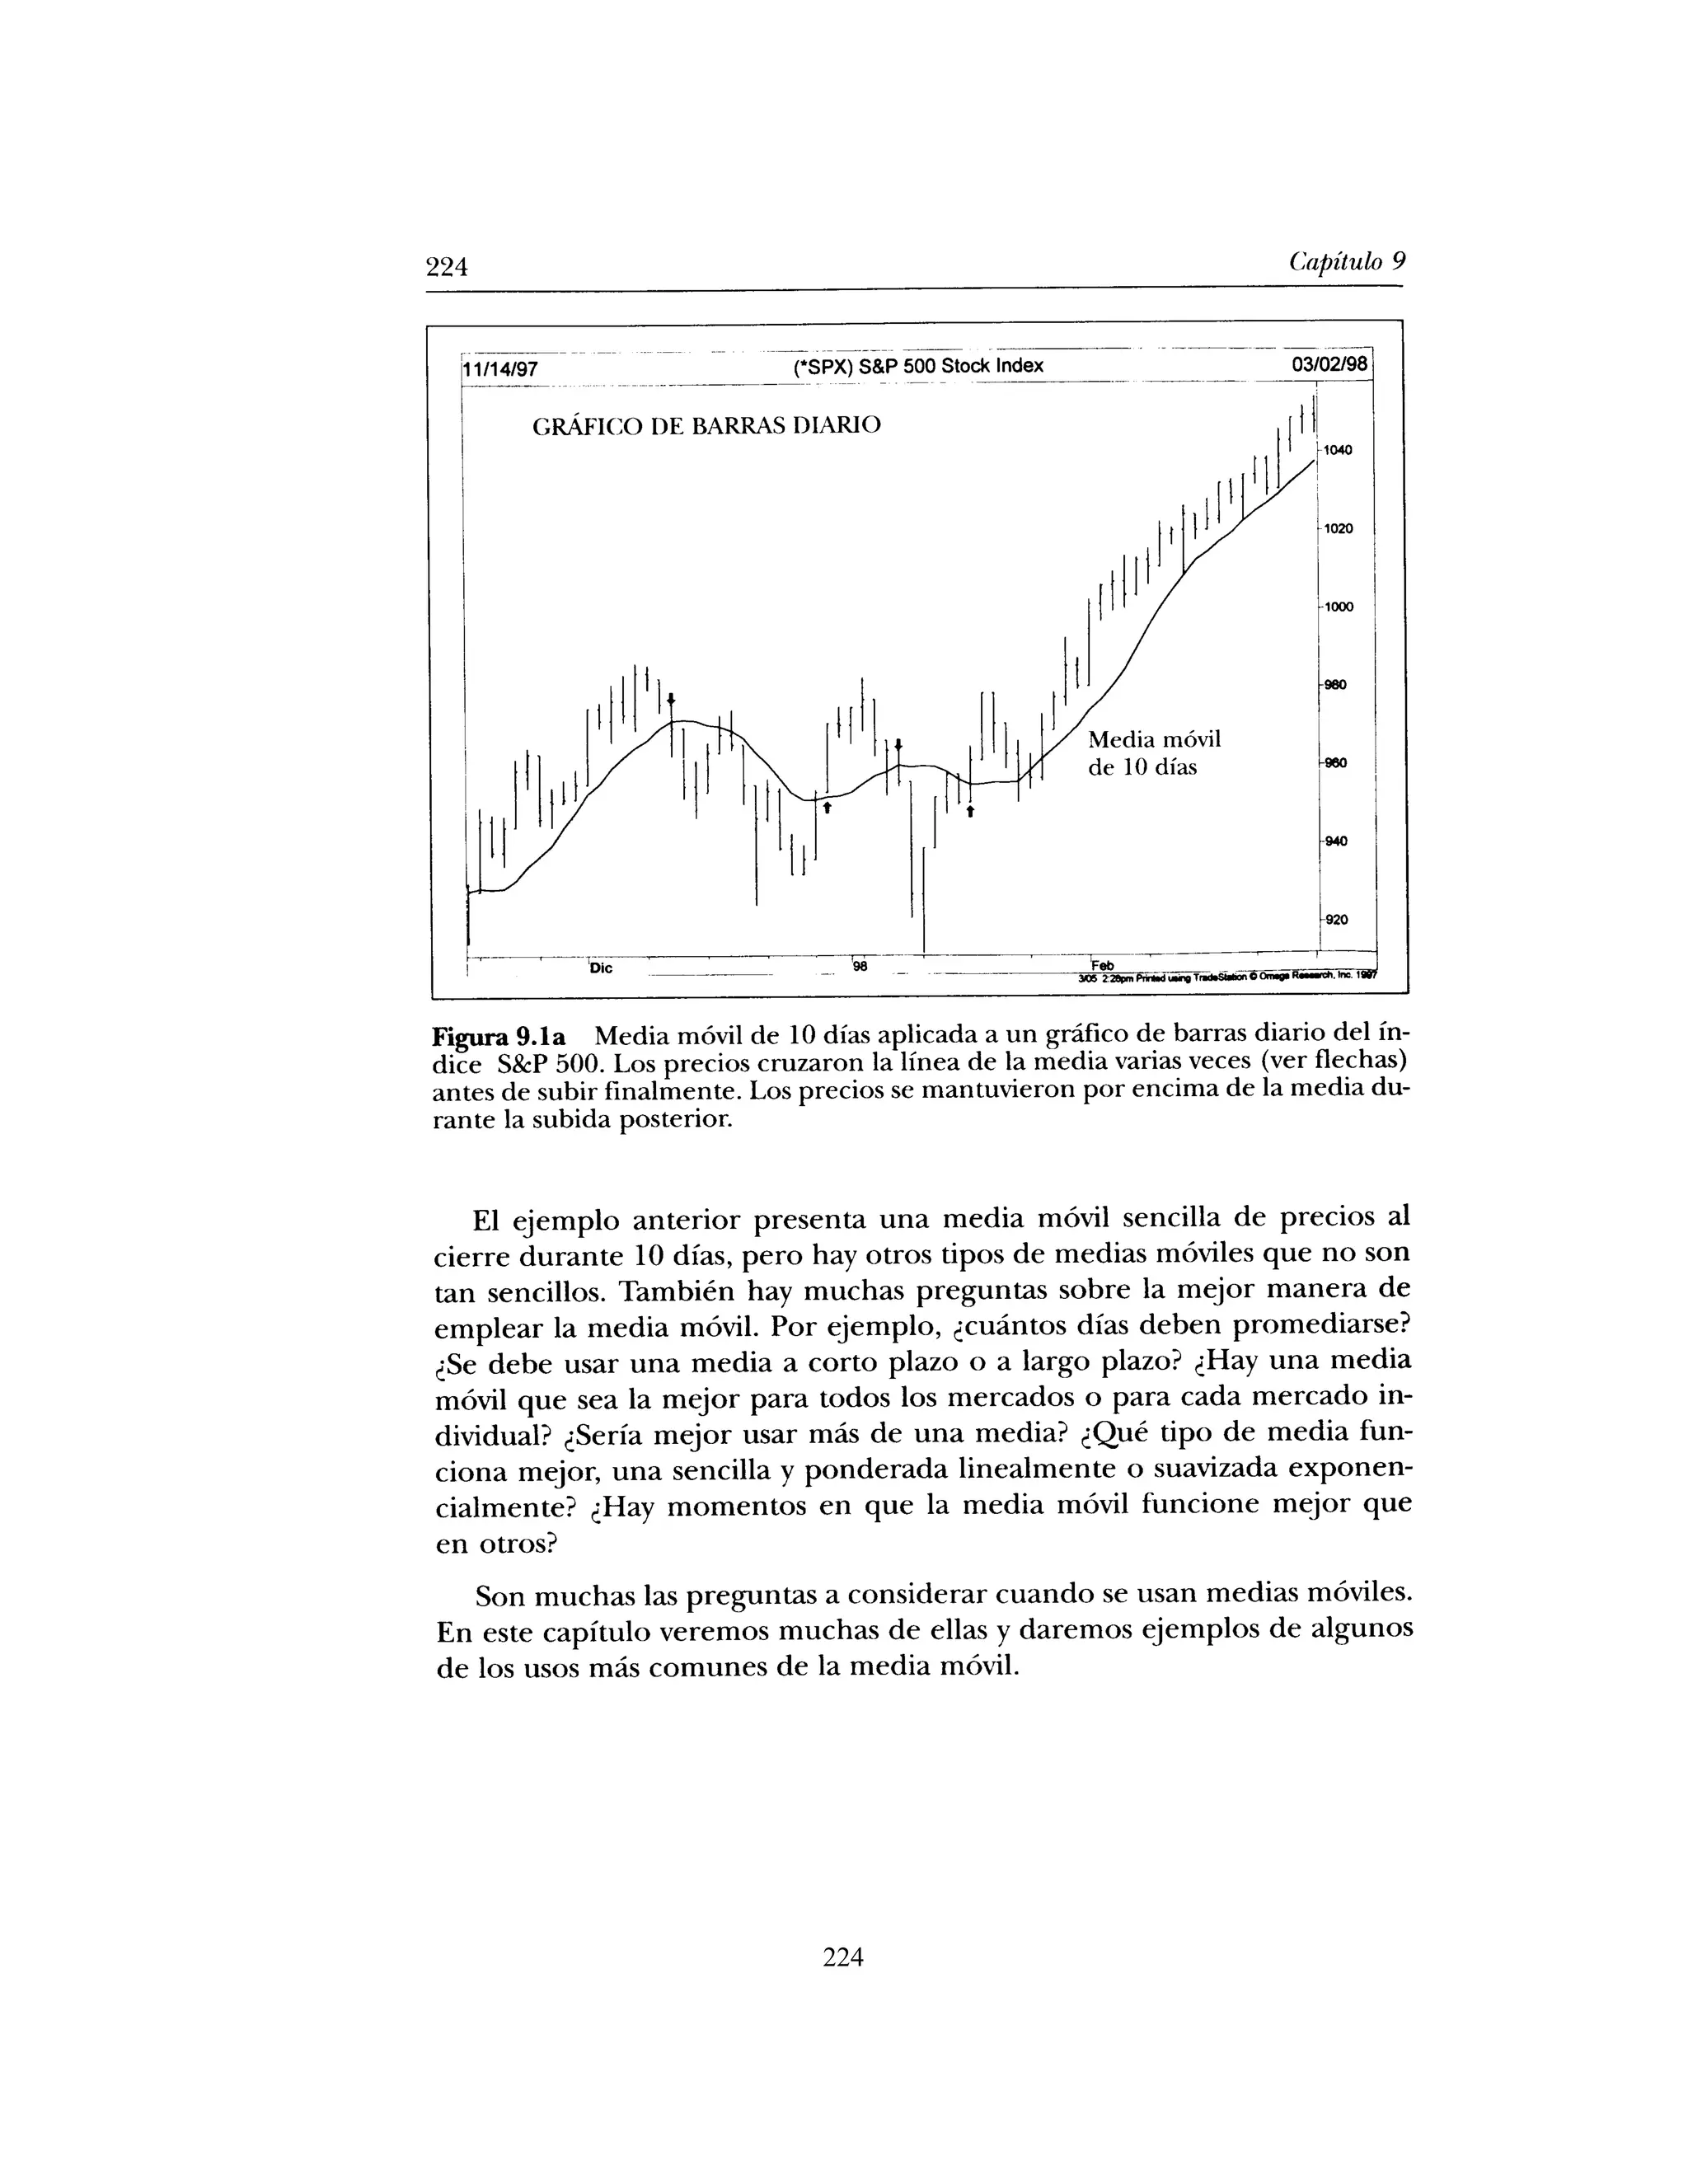 224 Capítulo 9
11/14/97 (*SPX) S&P 500 Stock Index 03/02/98
GRÁFICO DE BARRAS DIARIO
1040
1020
1000
980
Media móvil
de 10 días
960
940
920
Dic 98 Feb
3/05 2:28pm Printed using TradeStation © Omega Research, Inc. 1997
Figura 9.1a Media móvil de 10 días aplicada a un gráfico de barras diario del ín-
dice S&P 500. Los precios cruzaron la línea de la media varias veces (ver flechas)
antes de subir finalmente. Los precios se mantuvieron por encima de la media du-
rante la subida posterior.
El ejemplo anterior presenta una media móvil sencilla de precios al
cierre durante 10 días, pero hay otros tipos de medias móviles que no son
tan sencillos. También hay muchas preguntas sobre la mejor manera de
emplear la media móvil. Por ejemplo, ¿cuántos días deben promediarse?
¿Se debe usar una media a corto plazo o a largo plazo? ¿Hay una media
móvil que sea la mejor para todos los mercados o para cada mercado in-
dividual? ¿Sería mejor usar más de una media? ¿Qué tipo de media fun-
ciona mejor, una sencilla y ponderada linealmente o suavizada exponen-
cialmente? ¿Hay momentos en que la media móvil funcione mejor que
en otros?
Son muchas las preguntas a considerar cuando se usan medias móviles.
En este capítulo veremos muchas de ellas y daremos ejemplos de algunos
de los usos más comunes de la media móvil.
224